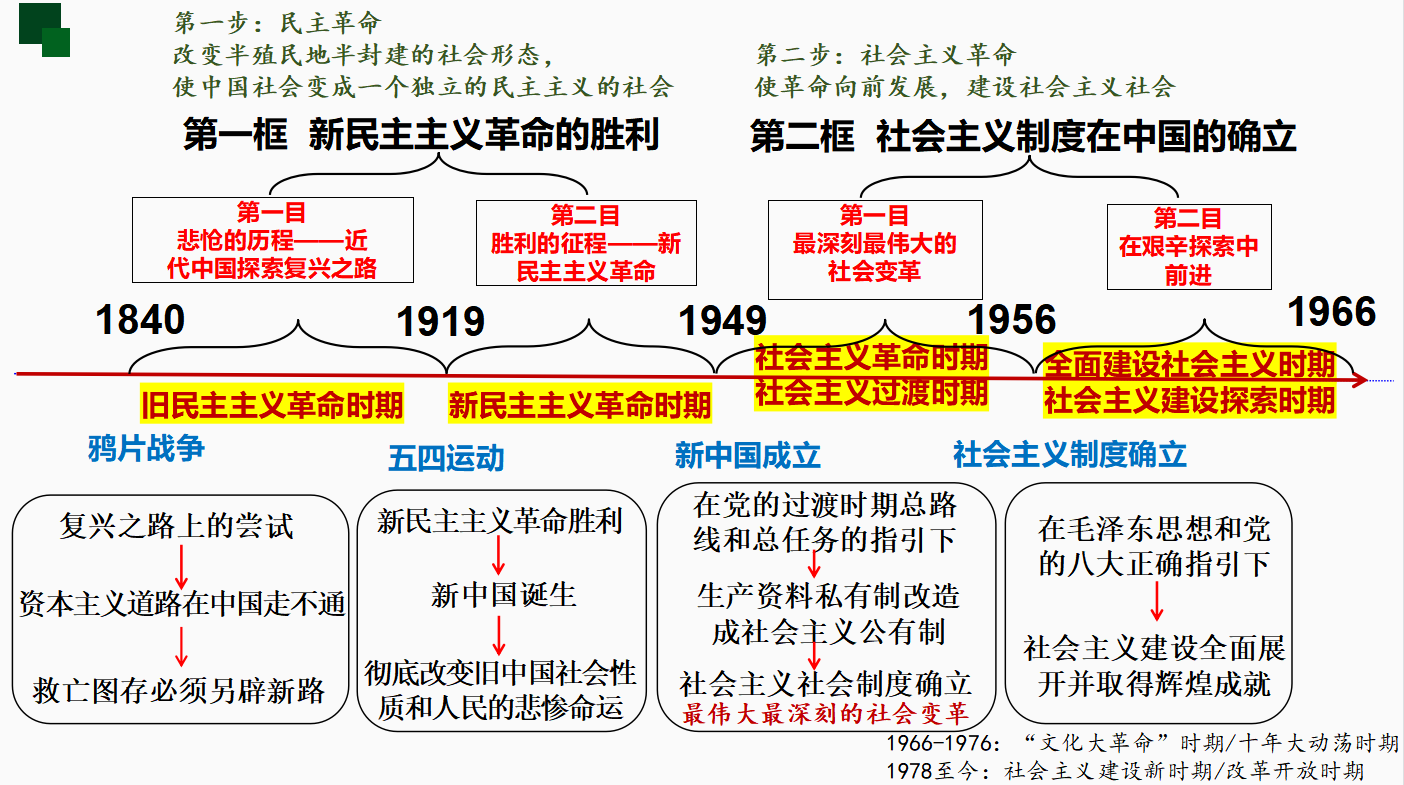 第一步：民主革命
改变半殖民地半封建的社会形态，
使中国社会变成一个独立的民主主义的社会
第二步：社会主义革命
使革命向前发展，建设社会主义社会
第一框 新民主主义革命的胜利
第二框 社会主义制度在中国的确立
第一目
悲怆的历程——近
代中国探索复兴之路
第二目
胜利的征程——新
民主主义革命
第一目
最深刻最伟大的
社会变革
第二目
在艰辛探索中
前进
1840
1919
1949
1956
1966
旧民主主义革命时期
新民主主义革命时期
社会主义革命时期
社会主义过渡时期
全面建设社会主义时期
社会主义建设探索时期
鸦片战争
五四运动
新中国成立
社会主义制度确立
复兴之路上的尝试
资本主义道路在中国走不通
救亡图存必须另辟新路
新民主主义革命胜利
新中国诞生
彻底改变旧中国社会性
质和人民的悲惨命运
在党的过渡时期总路
线和总任务的指引下
生产资料私有制改造
成社会主义公有制
社会主义社会制度确立
最伟大最深刻的社会变革
在毛泽东思想和党
的八大正确指引下
社会主义建设全面展
开并取得辉煌成就
1966-1976：“文化大革命”时期/十年大动荡时期
1978至今：社会主义建设新时期/改革开放时期